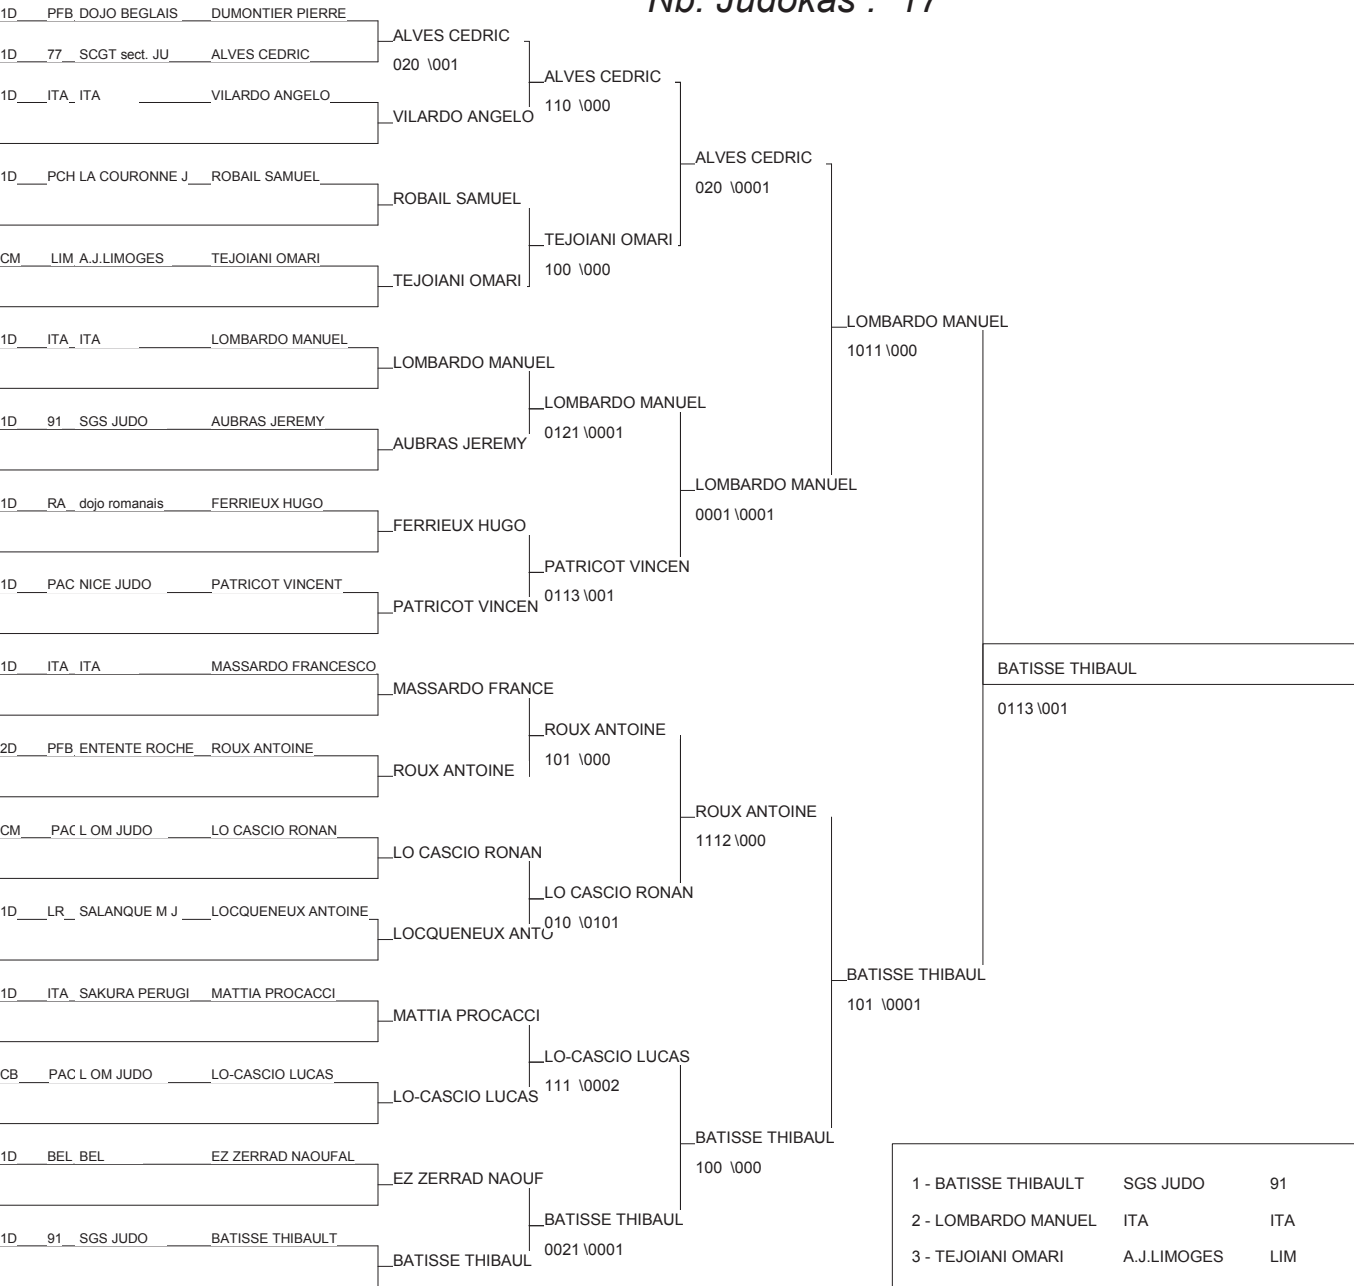 Nb. Judokas : 17
1D PFB DOJO BEGLAIS DUMONTIER PIERRE
1D 77 SCGT sect. JU ALVES CEDRIC
1D ITA ITA VILARDO ANGELO
1D PCH LA COURONNE J ROBAIL SAMUEL
CM LIM A.J.LIMOGES TEJOIANI OMARI
1D ITA ITA LOMBARDO MANUEL
1D 91 SGS JUDO AUBRAS JEREMY
1D RA dojo romanais FERRIEUX HUGO
1D PAC NICE JUDO PATRICOT VINCENT
1D ITA ITA MASSARDO FRANCESCO
2D PFB ENTENTE ROCHE ROUX ANTOINE
CM PAC L OM JUDO LO CASCIO RONAN
1D LR SALANQUE M J LOCQUENEUX ANTOINE
1D ITA SAKURA PERUGI MATTIA PROCACCI
CB PAC L OM JUDO LO-CASCIO LUCAS
1D BEL BEL EZ ZERRAD NAOUFAL
1D 91 SGS JUDO BATISSE THIBAULT
ALVES CEDRIC
020 \001
VILARDO ANGELO
ROBAIL SAMUEL
TEJOIANI OMARI
LOMBARDO MANUEL
AUBRAS JEREMY
FERRIEUX HUGO
PATRICOT VINCEN
MASSARDO FRANCE
ROUX ANTOINE
LO CASCIO RONAN
LOCQUENEUX ANTO
MATTIA PROCACCI
LO-CASCIO LUCAS
EZ ZERRAD NAOUF
BATISSE THIBAUL
ALVES CEDRIC
110 \000
TEJOIANI OMARI
100 \000
LOMBARDO MANUEL
0121 \0001
PATRICOT VINCEN
0113 \001
ROUX ANTOINE
101 \000
LO CASCIO RONAN
010 \0101
LO-CASCIO LUCAS
111 \0002
BATISSE THIBAUL
0021 \0001
ALVES CEDRIC
020 \0001
LOMBARDO MANUEL
0001 \0001
ROUX ANTOINE
1112 \000
BATISSE THIBAUL
100 \000
LOMBARDO MANUEL
1011 \000
BATISSE THIBAUL
101 \0001
BATISSE THIBAUL
0113 \001
1 - BATISSE THIBAULT SGS JUDO 91
2 - LOMBARDO MANUEL ITA ITA
3 - TEJOIANI OMARI A.J.LIMOGES LIM